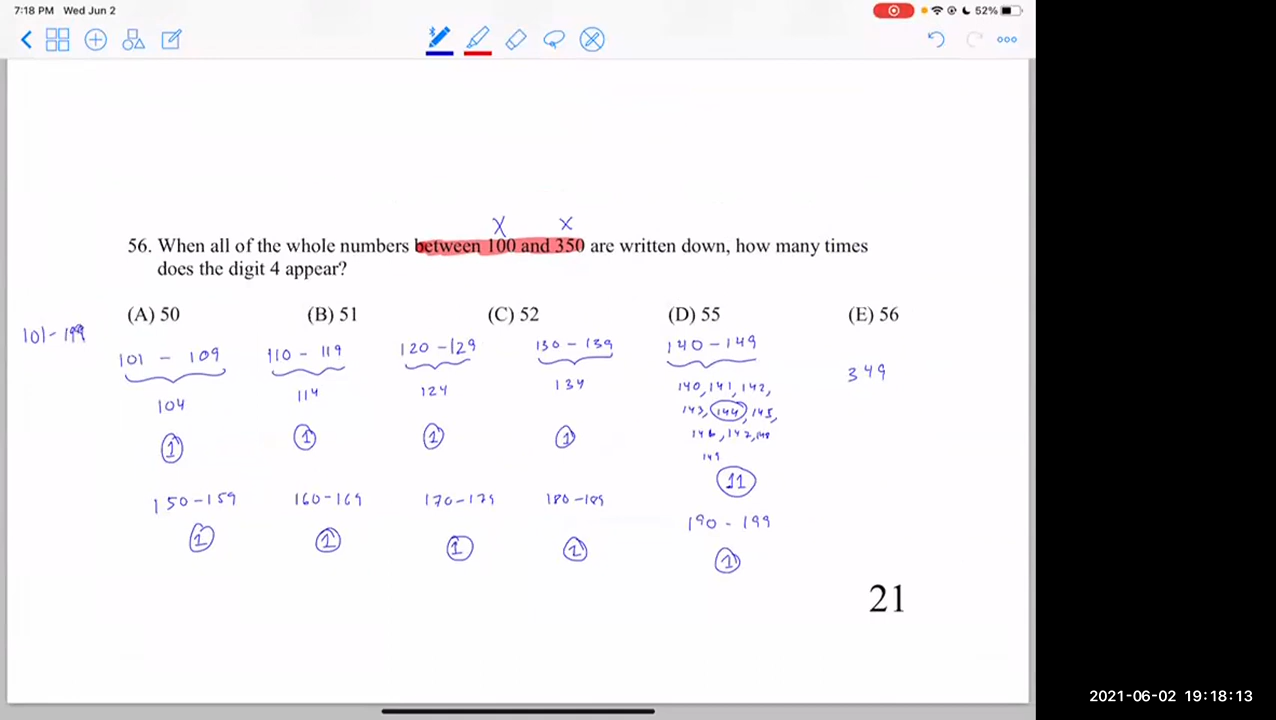 7:18 PM Wed Jun 2
52%
X X
56. When all of the whole numbers between 100 and 350 are written down, how many times
does the digit 4 appear?
(A) 50 (B) 51 (C) 52 (D) 55 (E) 56
101-199
101 - 109 110 - 119 120 -129 130 - 139 140 - 149
349
104 114 124 134 140, 141, 142,
143, 144, 145,
146, 147, 148
149
1 1 1 1 11
150-159 160-169 170-179 180-189 190 - 199
1 1 1 1 1
21
2021-06-02 19:18:13